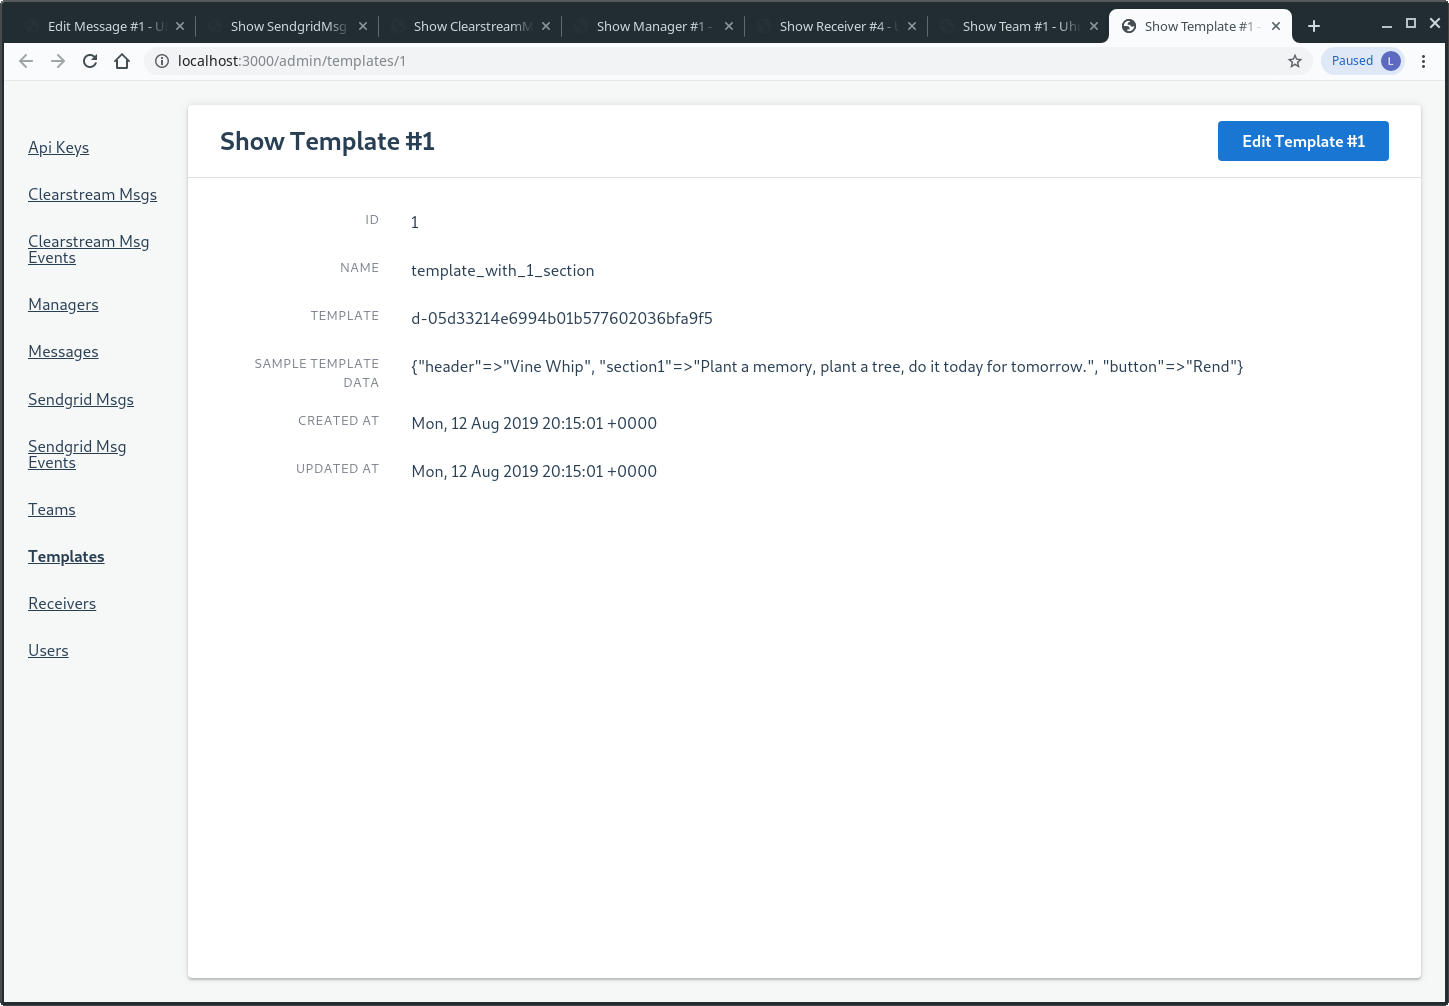 Edit Message #1 - U
Show SendgridMsg
Show ClearstreamM
Show Manager #1 -
Show Receiver #4 - U
Show Team #1 - Uhu
Show Template #1 -
localhost:3000/admin/templates/1
Paused
L
Api Keys
Clearstream Msgs
Clearstream Msg
Events
Managers
Messages
Sendgrid Msgs
Sendgrid Msg
Events
Teams
Templates
Receivers
Users
Show Template #1
Edit Template #1
ID 1
NAME template_with_1_section
TEMPLATE d-05d33214e6994b01b577602036bfa9f5
SAMPLE TEMPLATE {"header"=>"Vine Whip", "section1"=>"Plant a memory, plant a tree, do it today for tomorrow.", "button"=>"Rend"}
DATA
CREATED AT Mon, 12 Aug 2019 20:15:01 +0000
UPDATED AT Mon, 12 Aug 2019 20:15:01 +0000